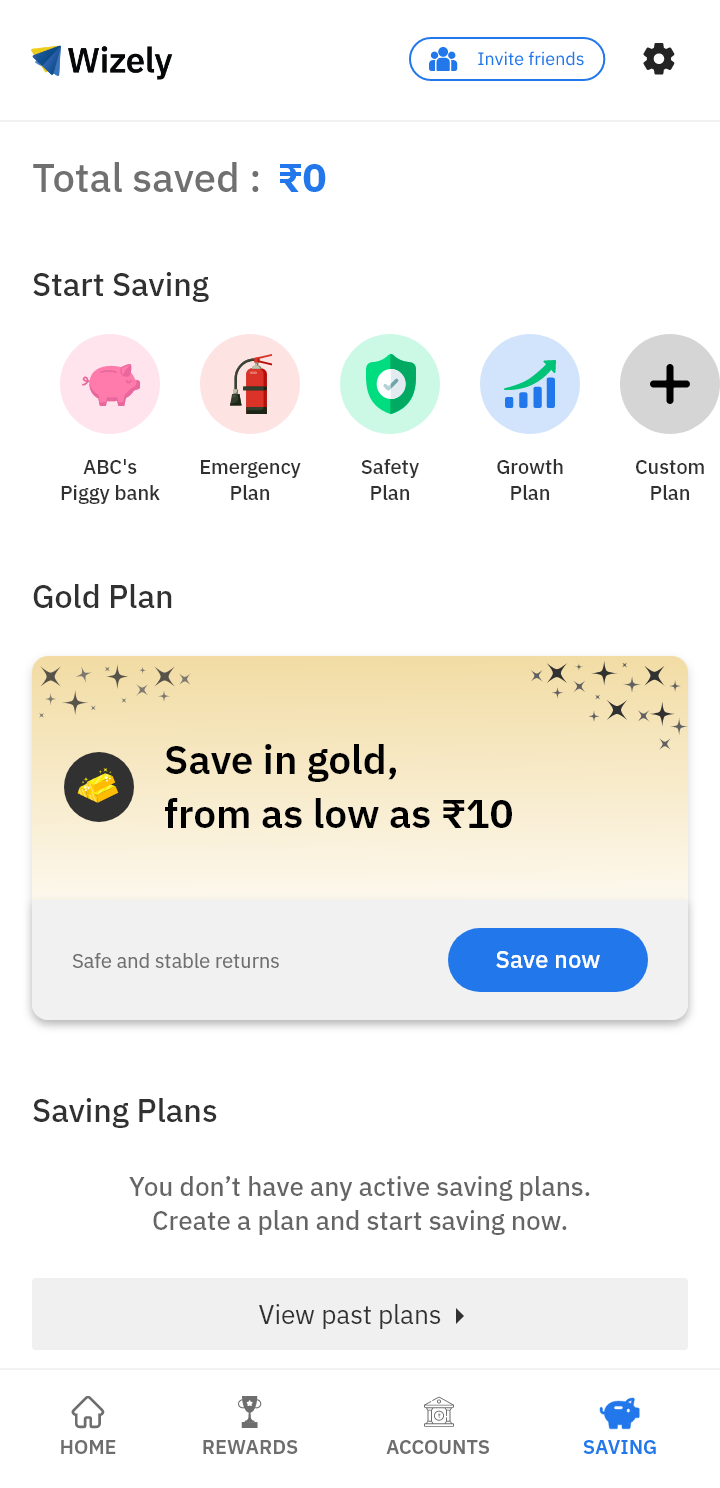 Wizely
Invite friends
Total saved : ₹0
Start Saving
ABC's
Piggy bank
Emergency
Plan
Safety
Plan
Growth
Plan
Custom
Plan
Gold Plan
Save in gold,
from as low as ₹10
Safe and stable returns
Save now
Saving Plans
You don’t have any active saving plans.
Create a plan and start saving now.
View past plans
HOME
REWARDS
ACCOUNTS
SAVING